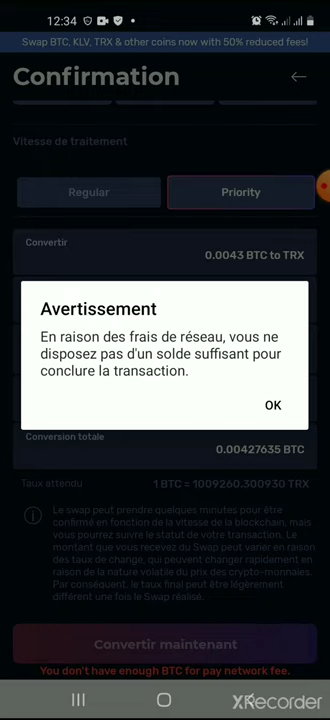 12:34
Swap BTC, KLV, TRX & other coins now with 50% reduced fees!
Confirmation
Vitesse de traitement
Regular
Priority
Convertir
0.0043 BTC to TRX
Avertissement
En raison des frais de réseau, vous ne
disposez pas d'un solde suffisant pour
conclure la transaction.
OK
Conversion totale
0.00427635 BTC
Taux attendu
1 BTC = 1009260.300930 TRX
Le swap peut prendre quelques minutes pour être
confirmé en fonction de la vitesse de la blockchain, mais
vous pourrez suivre le statut de votre transaction. Le
montant que vous recevez du Swap peut varier en raison
des taux de change, qui peuvent changer rapidement en
raison de la nature volatile du prix des crypto-monnaies.
Par conséquent, le taux final peut être légèrement
différent une fois le Swap réalisé.
Convertir maintenant
You don't have enough BTC for pay network fee.
XRecorder